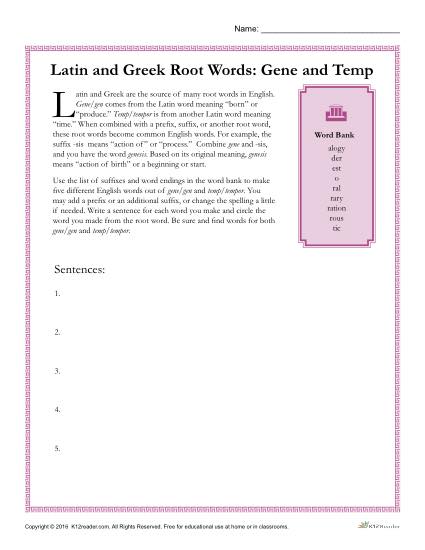 Name:
Latin and Greek Root Words: Gene and Temp
Latin and Greek are the source of many root words in English.
Gene/gen comes from the Latin word meaning “born” or
“produce.” Temp/temper is from another Latin word meaning
“time.” When combined with a prefix, suffix, or another root word,
these root words become common English words. For example, the
suffix -sis means “action of” or “process.” Combine gene and -sis,
and you have the word genesis. Based on its original meaning, genesis
means “action of birth” or a beginning or start.
Use the list of suffixes and word endings in the word bank to make
five different English words out of gene/gen and temp/temper. You
may add a prefix or an additional suffix, or change the spelling a little
if needed. Write a sentence for each word you make and circle the
word you made from the root word. Be sure and find words for both
gene/gen and temp/temper.
Word Bank
alogy
der
est
o
ral
rary
ration
rous
tic
Sentences:
1.
2.
3.
4.
5.
Copyright © 2016 K12reader.com. All Rights Reserved. Free for educational use at home or in classrooms.
K12Reader